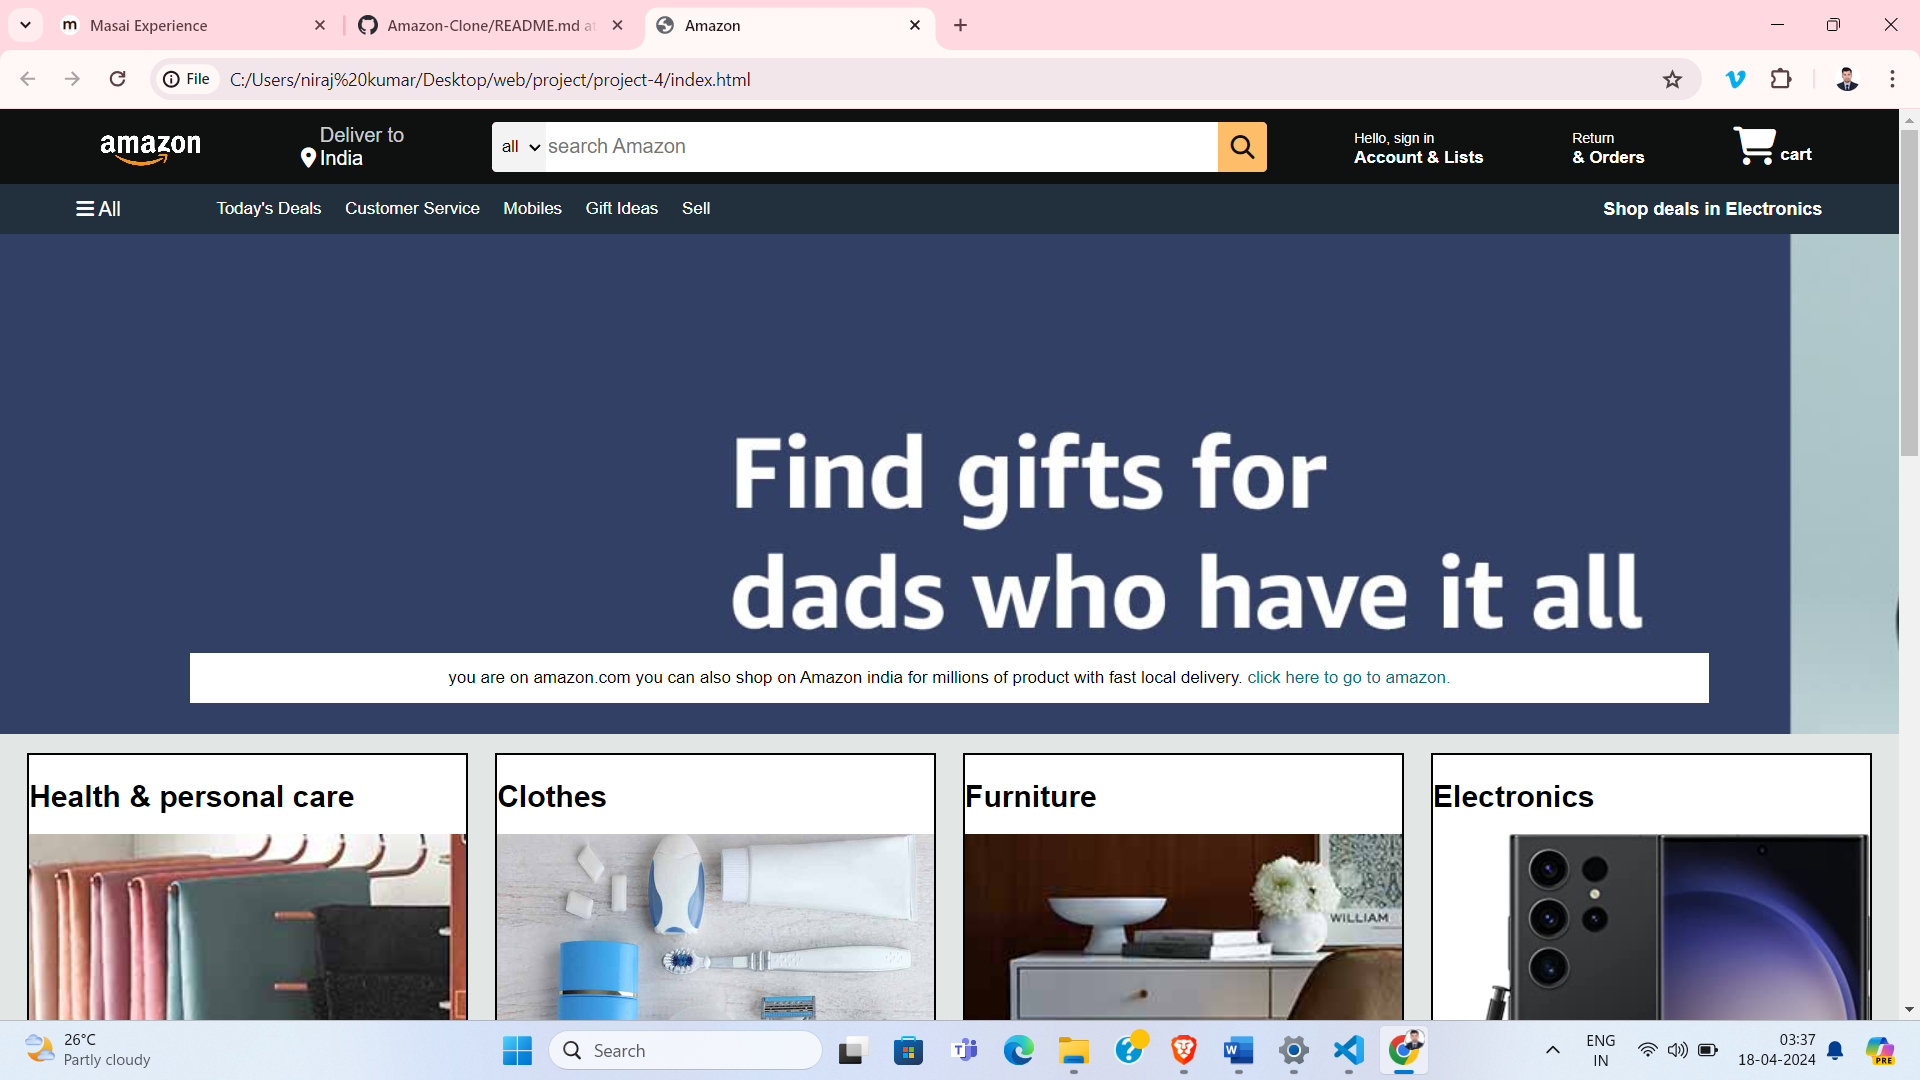 m Masai Experience
Amazon-Clone/README.md at
Amazon
File
C:/Users/niraj%20kumar/Desktop/web/project/project-4/index.html
amazon
Deliver to
India
all
search Amazon
Hello, sign in
Account & Lists
Return
& Orders
cart
All
Today's Deals
Customer Service
Mobiles
Gift Ideas
Sell
Shop deals in Electronics
Find gifts for
dads who have it all
you are on amazon.com you can also shop on Amazon india for millions of product with fast local delivery. click here to go to amazon.
Health & personal care
Clothes
Furniture
Electronics
WILLIAM
26°C
Partly cloudy
Search
ENG
IN
03:37
18-04-2024
PRE